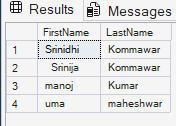 Results Messages
FirstName LastName
1 Srinidhi Kommawar
2 Srinija Kommawar
3 manoj Kumar
4 uma maheshwar